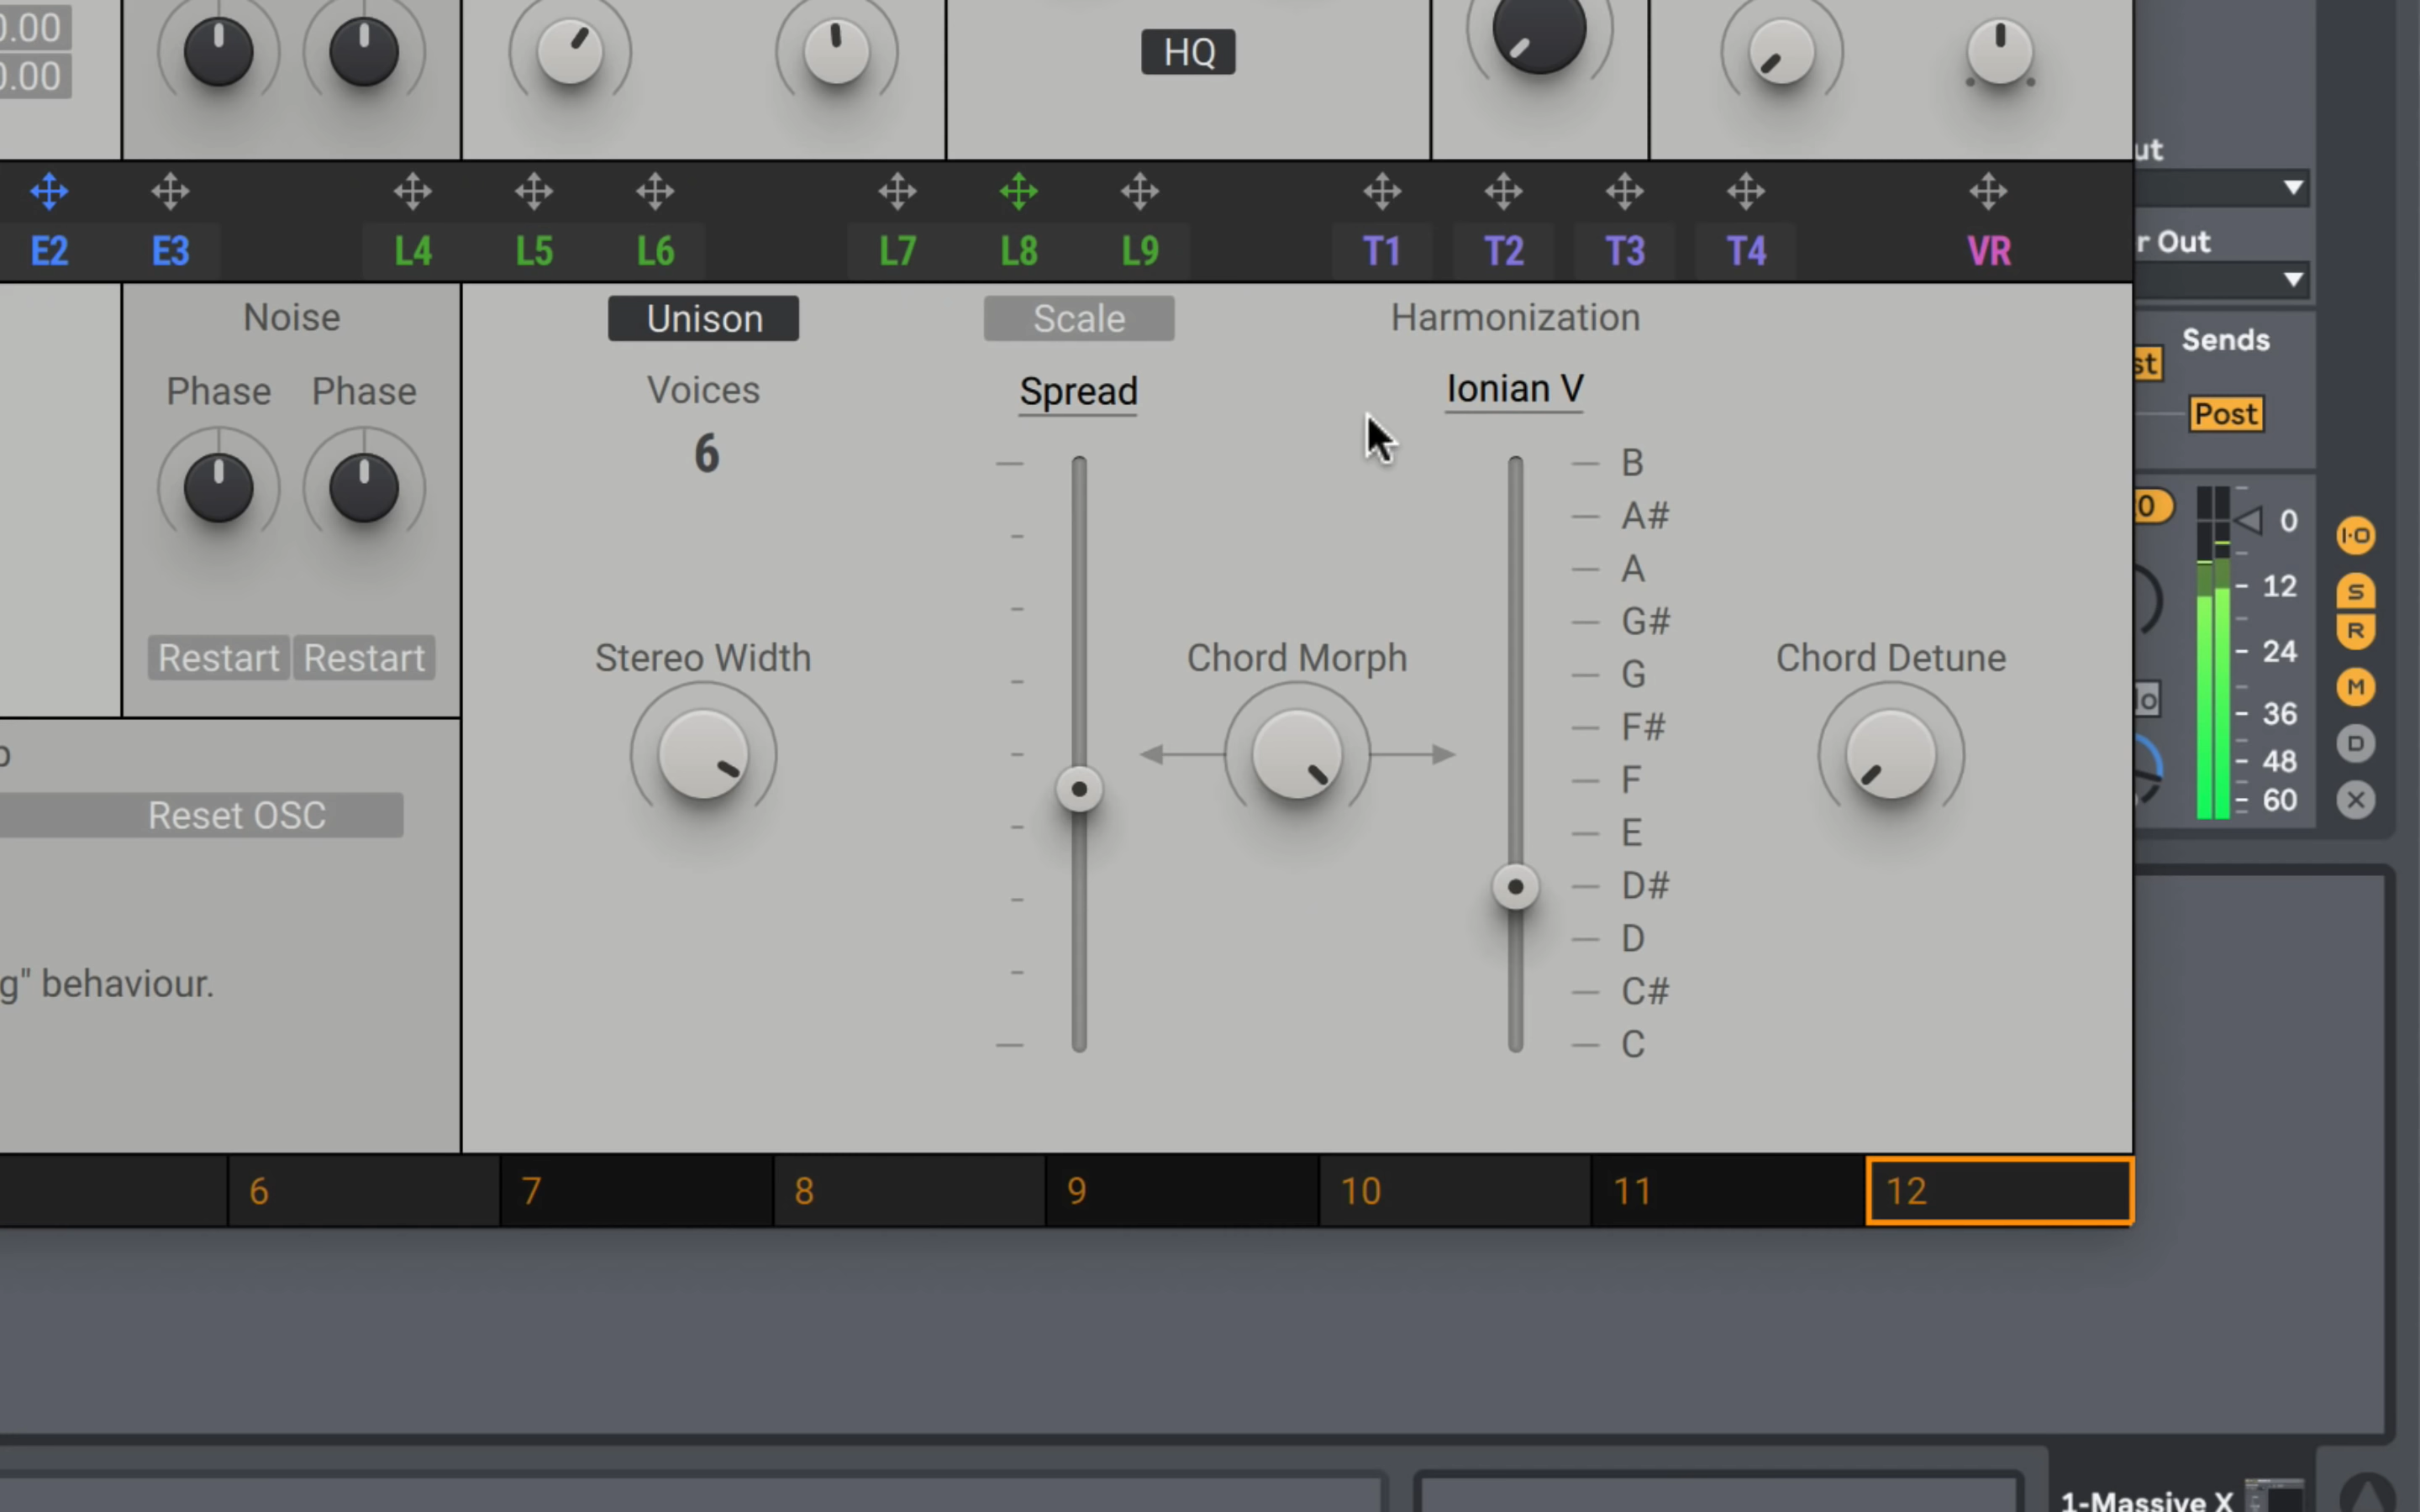 0.00
0.00
HQ
E2 E3 L4 L5 L6 L7 L8 L9 T1 T2 T3 T4 VR
Noise
Phase Phase
Restart Restart
Reset OSC
g" behaviour.
Unison
Voices
6
Stereo Width
Scale
Spread
Chord Morph
Harmonization
Ionian V
B
A#
A
G#
G
F#
F
E
D#
D
C#
C
Chord Detune
6 7 8 9 10 11 12
ut
r Out
Sends
st
Post
0
0
12
24
36
48
60
I·O
S
R
M
D
X
lo
1-Massive X